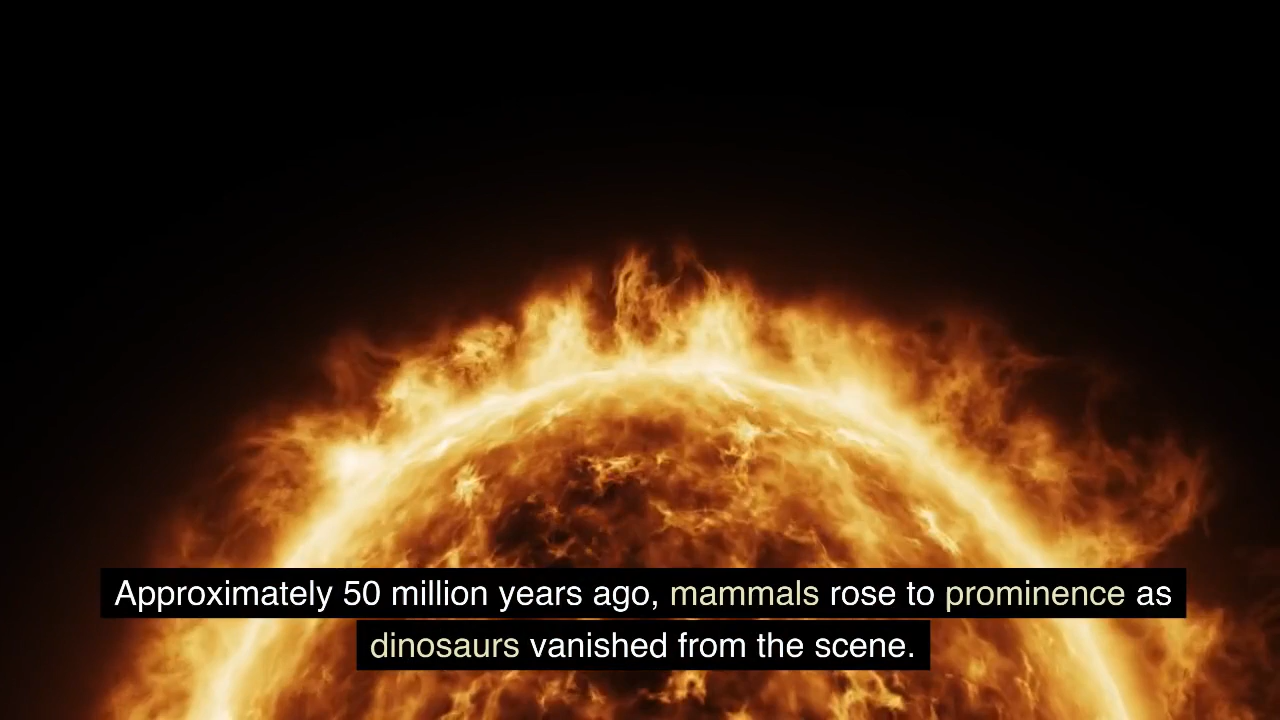 Approximately 50 million years ago, mammals rose to prominence as
dinosaurs vanished from the scene.